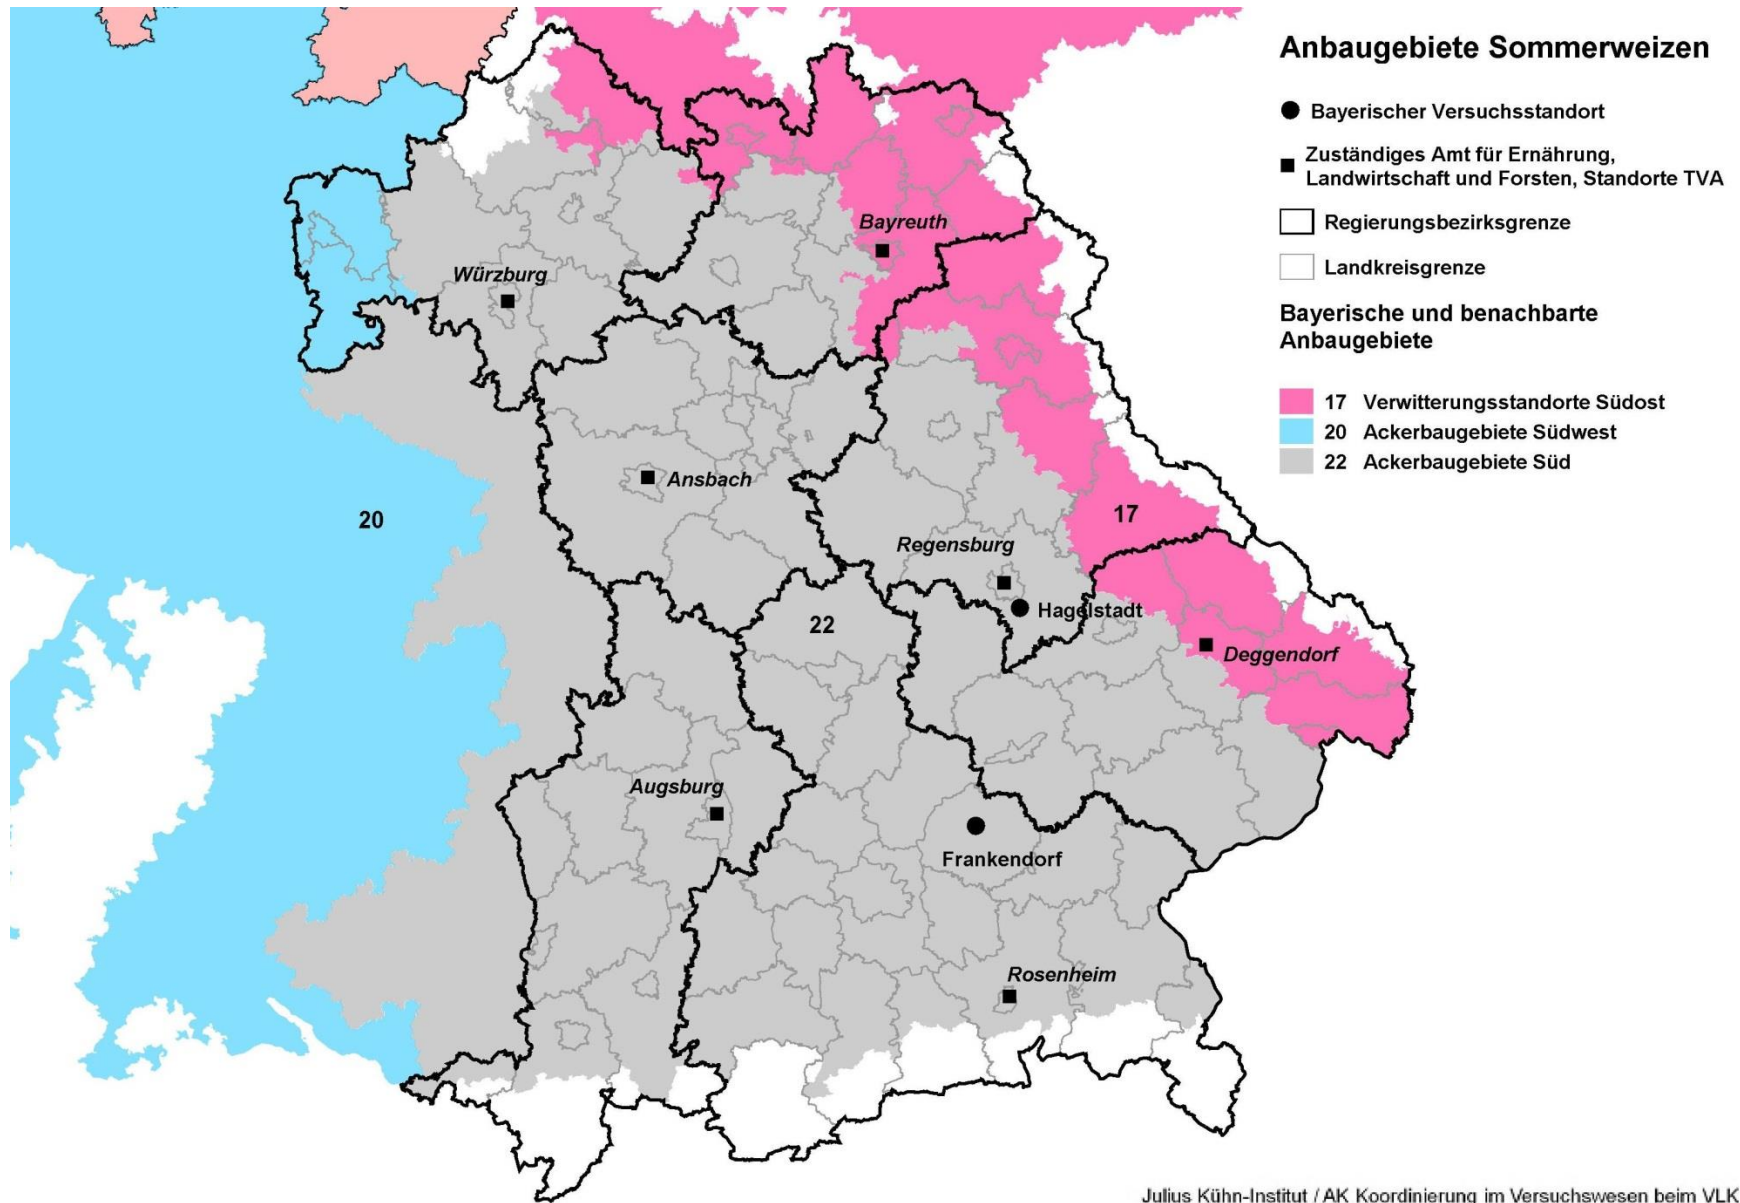 Anbaugebiete Sommerweizen
Bayerischer Versuchsstandort
Zuständiges Amt für Ernährung,
Landwirtschaft und Forsten, Standorte TVA
Regierungsbezirksgrenze
Landkreisgrenze
Bayerische und benachbarte
Anbaugebiete
17 Verwitterungsstandorte Südost
20 Ackerbaugebiete Südwest
22 Ackerbaugebiete Süd
Bayreuth
Würzburg
Ansbach
20
17
Regensburg
Hagelstadt
22
Deggendorf
Augsburg
Frankendorf
Rosenheim
Julius Kühn-Institut / AK Koordinierung im Versuchswesen beim VLK